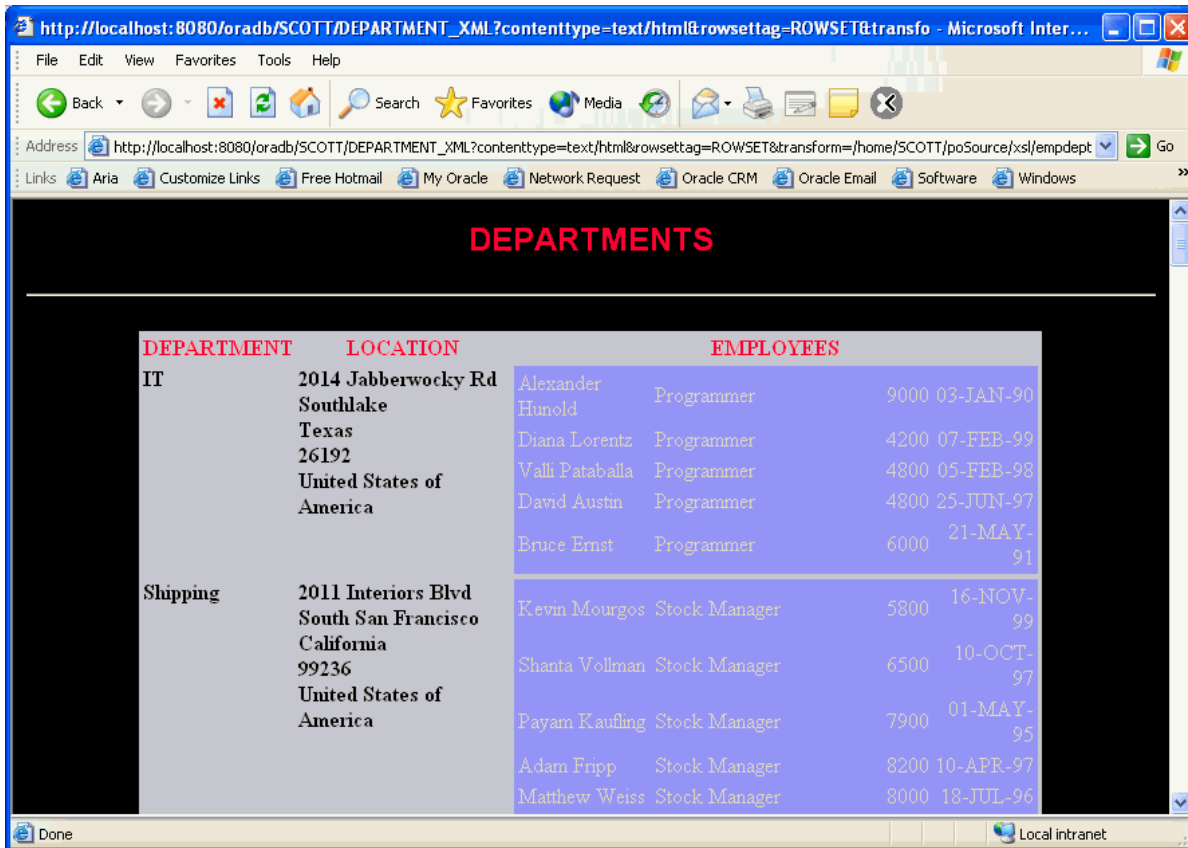 http://localhost:8080/oradb/SCOTT/DEPARTMENT_XML?contenttype=text/html&rowsettag=ROWSET&transfo - Microsoft Inter...
File Edit View Favorites Tools Help
Back Search Favorites Media
Address http://localhost:8080/oradb/SCOTT/DEPARTMENT_XML?contenttype=text/html&rowsettag=ROWSET&transform=/home/SCOTT/poSource/xsl/empdept Go
Links Aria Customize Links Free Hotmail My Oracle Network Request Oracle CRM Oracle Email Software Windows »
DEPARTMENTS
DEPARTMENT LOCATION EMPLOYEES
IT
2014 Jabberwocky Rd
Southlake
Texas
26192
United States of
America
Alexander
Hunold Programmer 9000 03-JAN-90
Diana Lorentz Programmer 4200 07-FEB-99
Valli Pataballa Programmer 4800 05-FEB-98
David Austin Programmer 4800 25-JUN-97
Bruce Ernst Programmer 6000 21-MAY-
91
Shipping
2011 Interiors Blvd
South San Francisco
California
99236
United States of
America
Kevin Mourgos Stock Manager 5800 16-NOV-
99
Shanta Vollman Stock Manager 6500 10-OCT-
97
Payam Kaufling Stock Manager 7900 01-MAY-
95
Adam Fripp Stock Manager 8200 10-APR-97
Matthew Weiss Stock Manager 8000 18-JUL-96
Done Local intranet